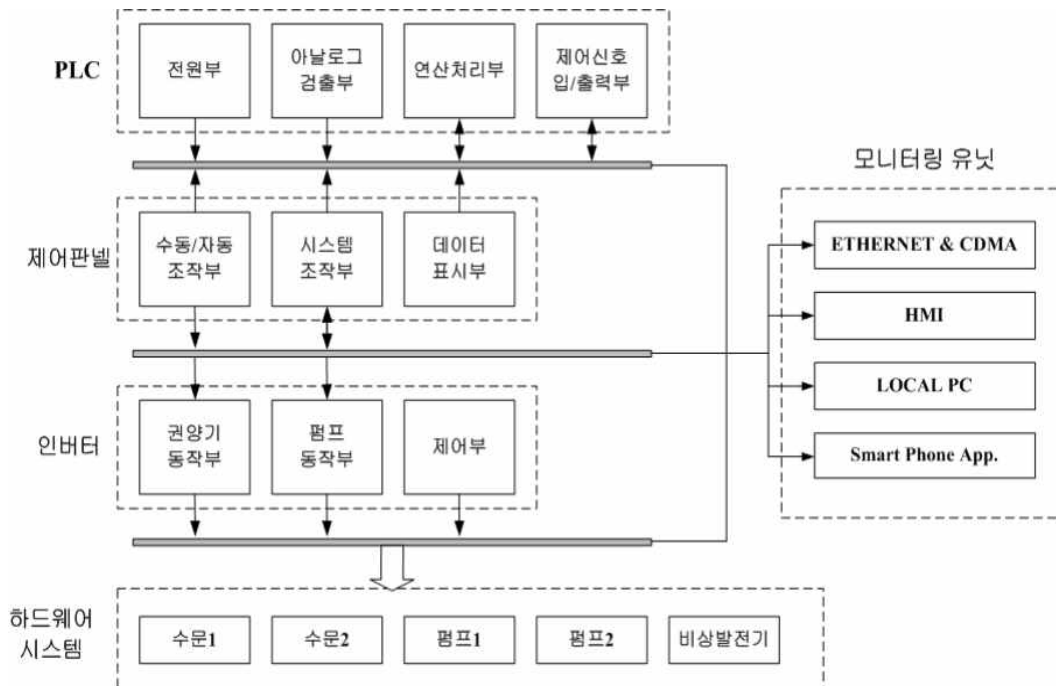 PLC
전원부
아날로그
검출부
연산처리부
제어신호
입/출력부
모니터링 유닛
제어판넬
수동/자동
조작부
시스템
조작부
데이터
표시부
ETHERNET & CDMA
HMI
LOCAL PC
Smart Phone App.
인버터
권양기
동작부
펌프
동작부
제어부
하드웨어
시스템
수문1
수문2
펌프1
펌프2
비상발전기